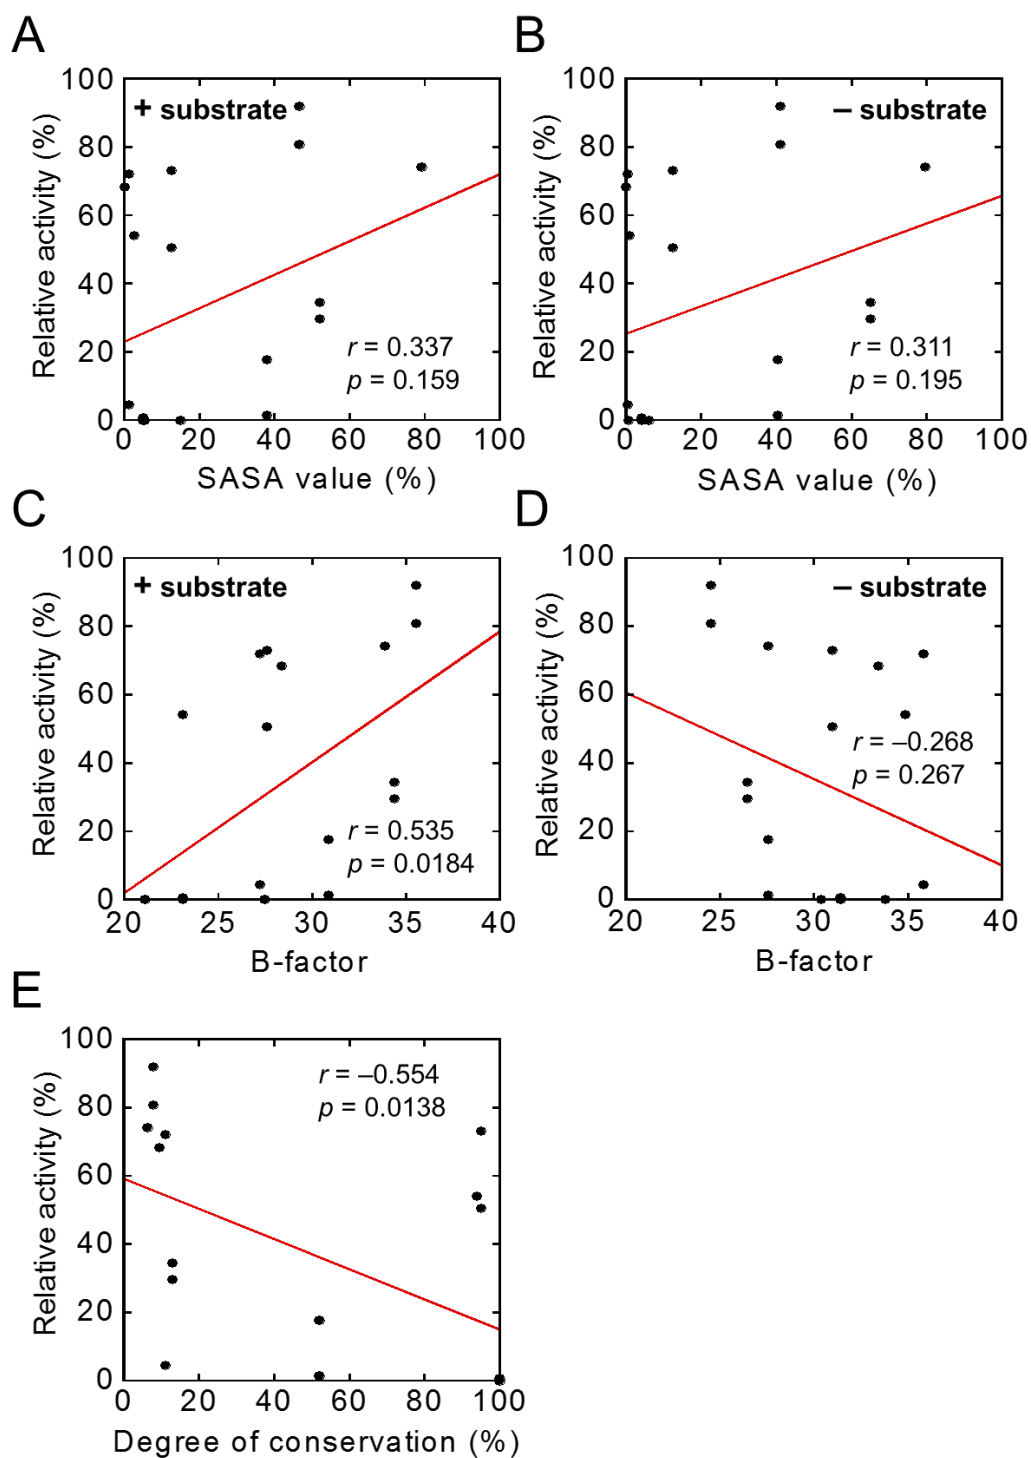 A
+ substrate
Relative activity (%)
100
80
60
40
20
0
r = 0.337
p = 0.159
0 20 40 60 80 100
SASA value (%)
B
– substrate
Relative activity (%)
100
80
60
40
20
0
r = 0.311
p = 0.195
0 20 40 60 80 100
SASA value (%)
C
+ substrate
Relative activity (%)
100
80
60
40
20
0
r = 0.535
p = 0.0184
20 25 30 35 40
B-factor
D
– substrate
Relative activity (%)
100
80
60
40
20
0
r = –0.268
p = 0.267
20 25 30 35 40
B-factor
E
Relative activity (%)
100
80
60
40
20
0
r = –0.554
p = 0.0138
0 20 40 60 80 100
Degree of conservation (%)